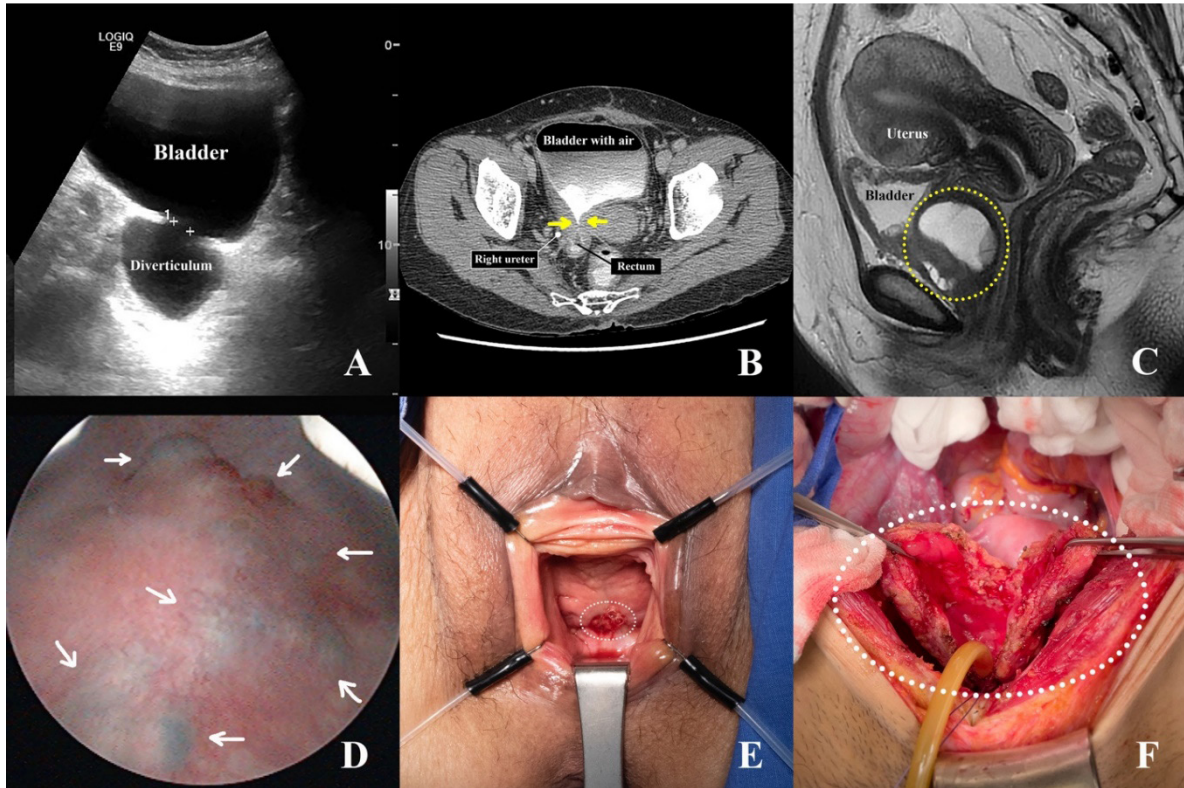 LOGIQ
E9
0
Bladder
1
Diverticulum
10
A
Bladder with air
Right ureter
Rectum
B
Uterus
Bladder
C
D
E
F